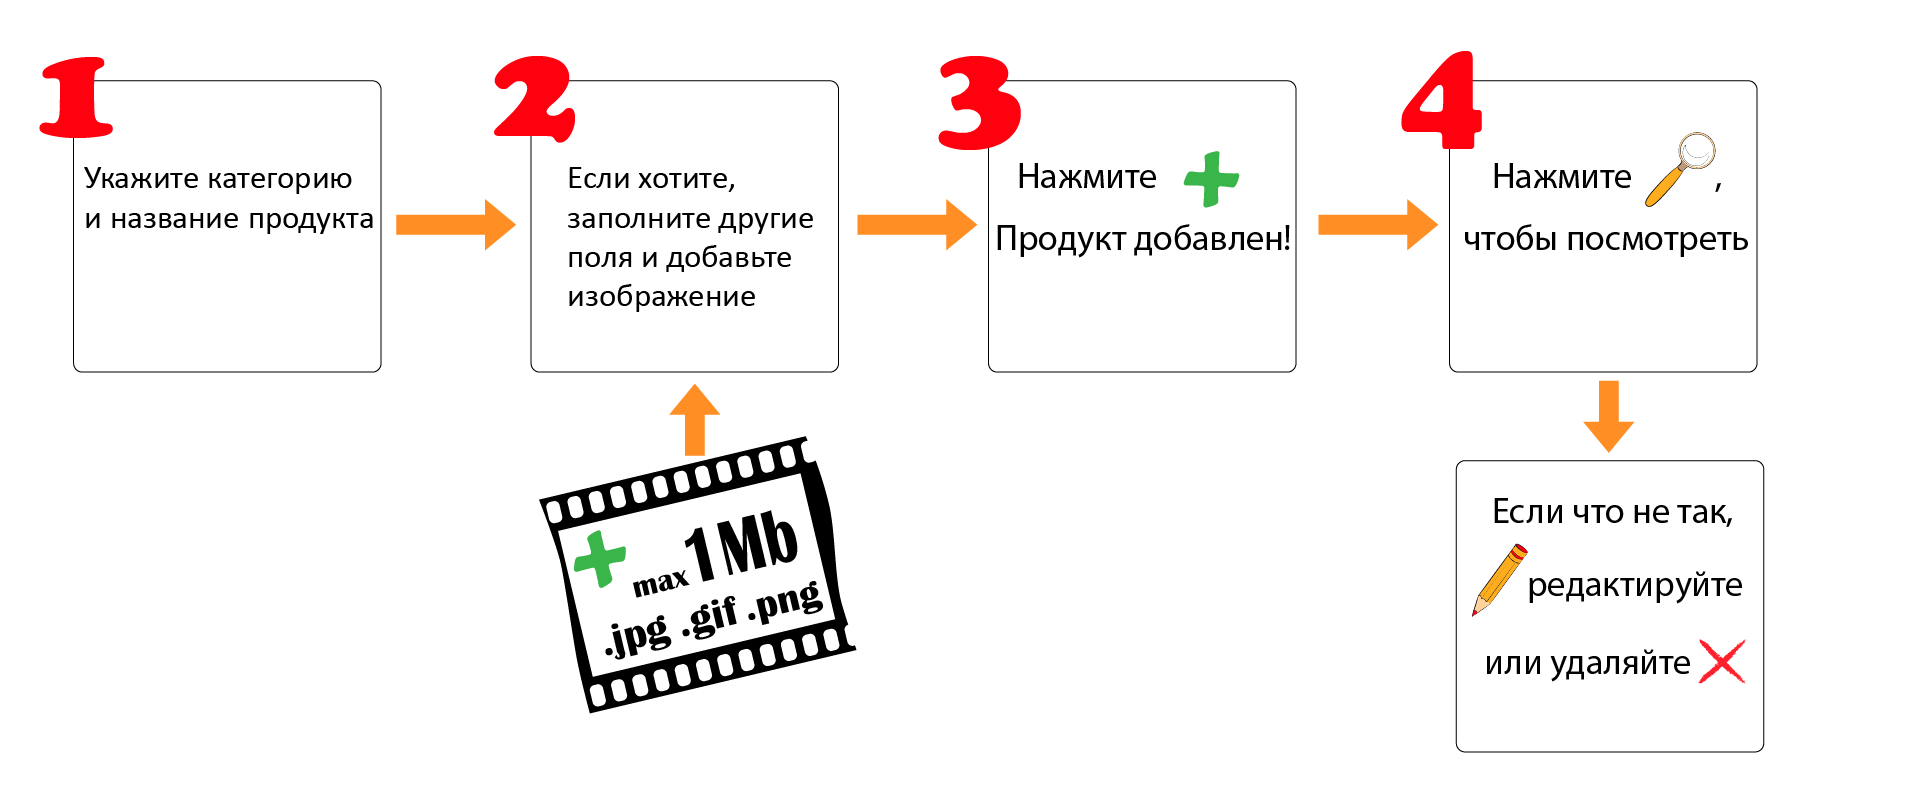 1
Укажите категорию
и название продукта
2
Если хотите,
заполните другие
поля и добавьте
изображение
max 1Mb
.jpg .gif .png
3
Нажмите
Продукт добавлен!
4
Нажмите ,
чтобы посмотреть
Если что не так,
редактируйте
или удаляйте